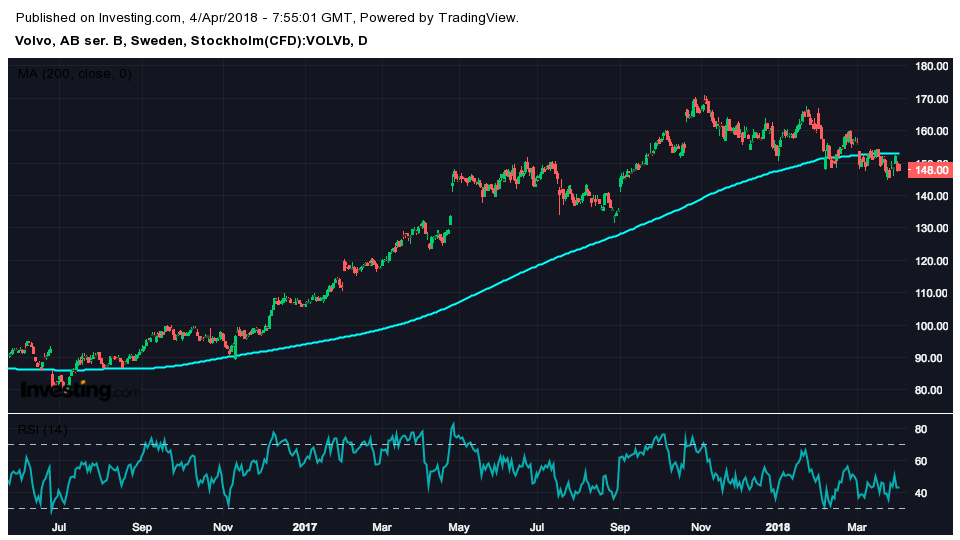 Published on Investing.com, 4/Apr/2018 - 7:55:01 GMT, Powered by TradingView.
Volvo, AB ser. B, Sweden, Stockholm(CFD):VOLVb, D
MA (200, close, 0)
180.00
170.00
160.00
150.00
148.00
140.00
130.00
120.00
110.00
100.00
90.00
80.00
Investing.com
RSI (14)
80
60
40
Jul Sep Nov 2017 Mar May Jul Sep Nov 2018 Mar